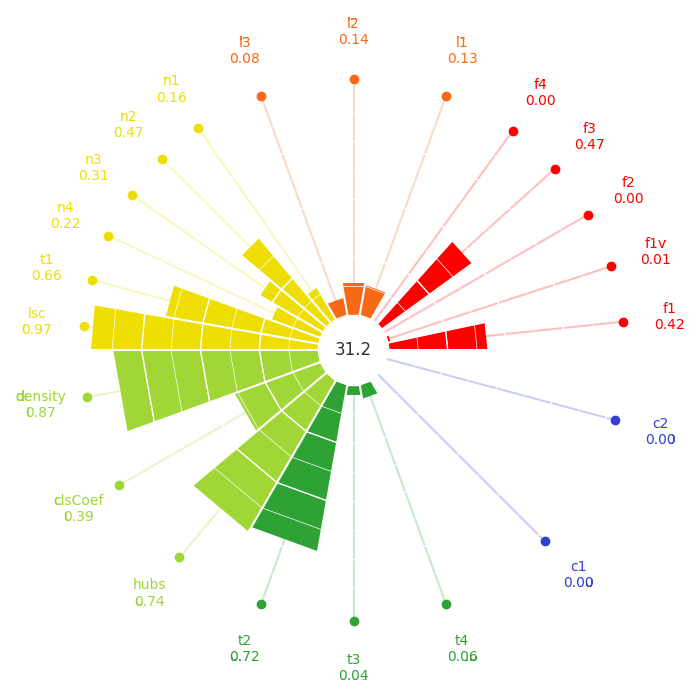 l2
0.14
l3
0.08
l1
0.13
n1
0.16
f4
0.00
n2
0.47
f3
0.47
n3
0.31
f2
0.00
n4
0.22
f1v
0.01
t1
0.66
f1
0.42
lsc
0.97
31.2
density
0.87
c2
0.00
clsCoef
0.39
c1
0.00
hubs
0.74
t2
0.72
t3
0.04
t4
0.06